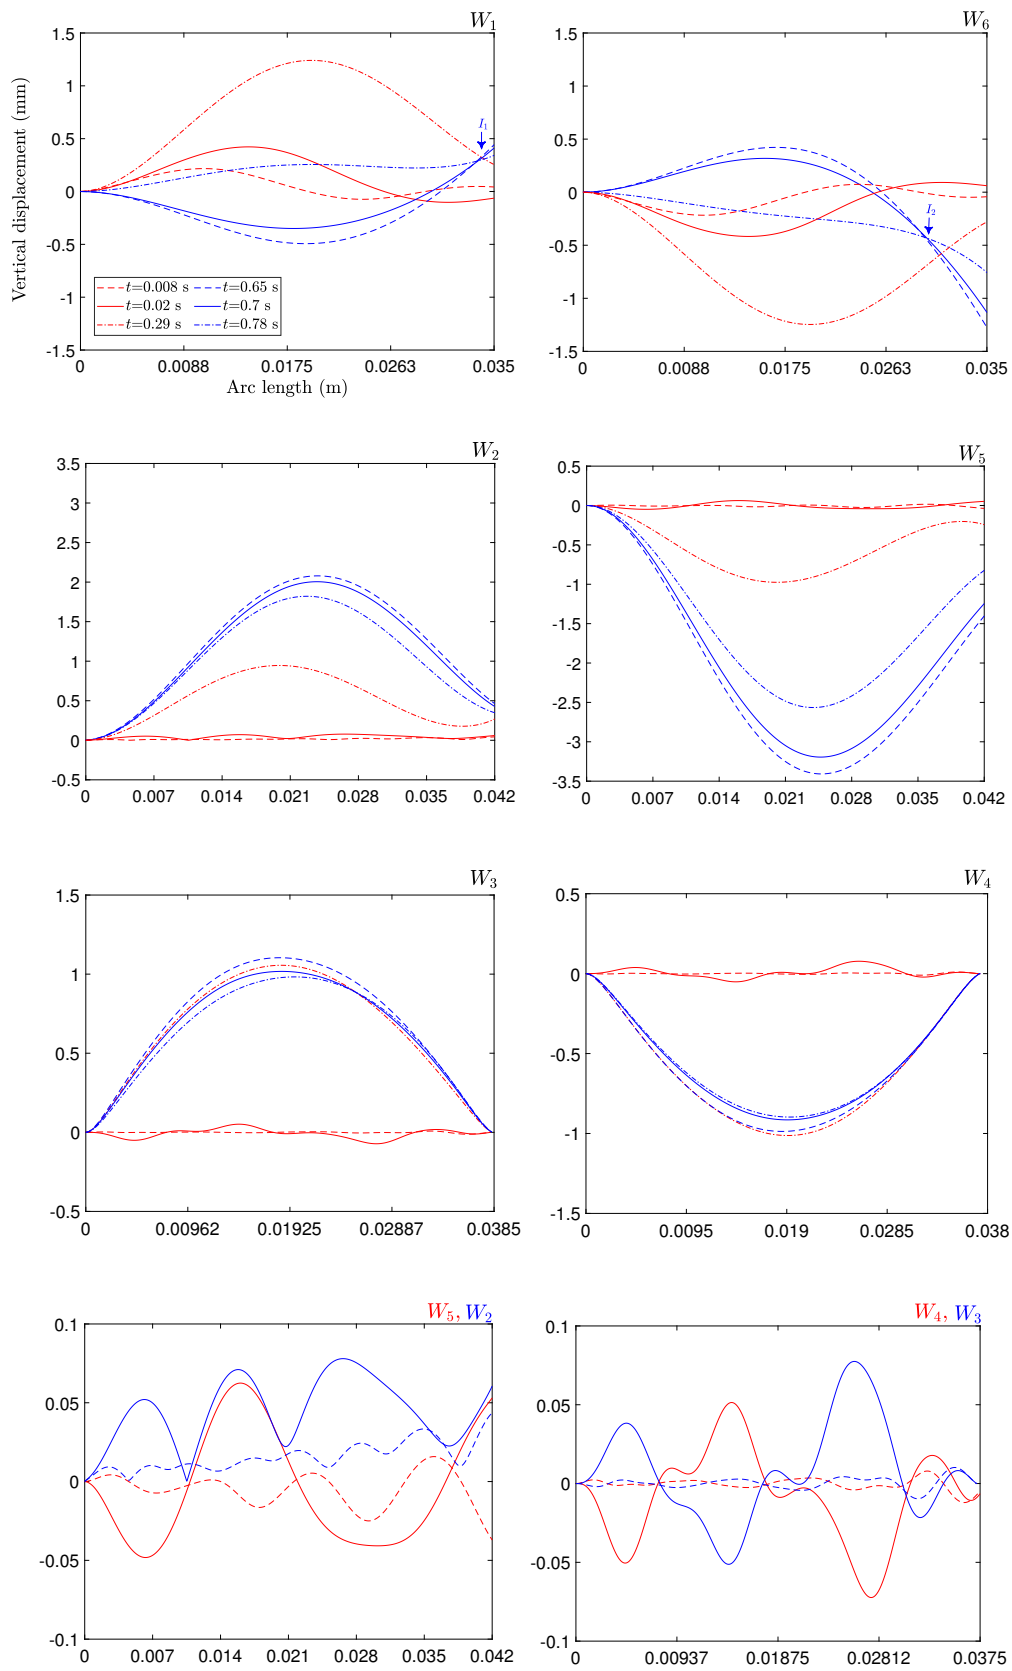 W₁
1.5
1
0.5
0
-0.5
-1
-1.5
Vertical displacement (mm)
I₁
t=0.008 s t=0.65 s
t=0.02 s t=0.7 s
t=0.29 s t=0.78 s
0 0.0088 0.0175 0.0263 0.035
Arc length (m)
W₆
1.5
1
0.5
0
-0.5
-1
-1.5
I₂
0 0.0088 0.0175 0.0263 0.035
W₂
3.5
3
2.5
2
1.5
1
0.5
0
-0.5
0 0.007 0.014 0.021 0.028 0.035 0.042
W₅
0.5
0
-0.5
-1
-1.5
-2
-2.5
-3
-3.5
0 0.007 0.014 0.021 0.028 0.035 0.042
W₃
1.5
1
0.5
0
-0.5
0 0.00962 0.01925 0.02887 0.0385
W₄
0.5
0
-0.5
-1
-1.5
0 0.0095 0.019 0.0285 0.038
W₅, W₂
0.1
0.05
0
-0.05
-0.1
0 0.007 0.014 0.021 0.028 0.035 0.042
W₄, W₃
0.1
0.05
0
-0.05
-0.1
0 0.00937 0.01875 0.02812 0.0375